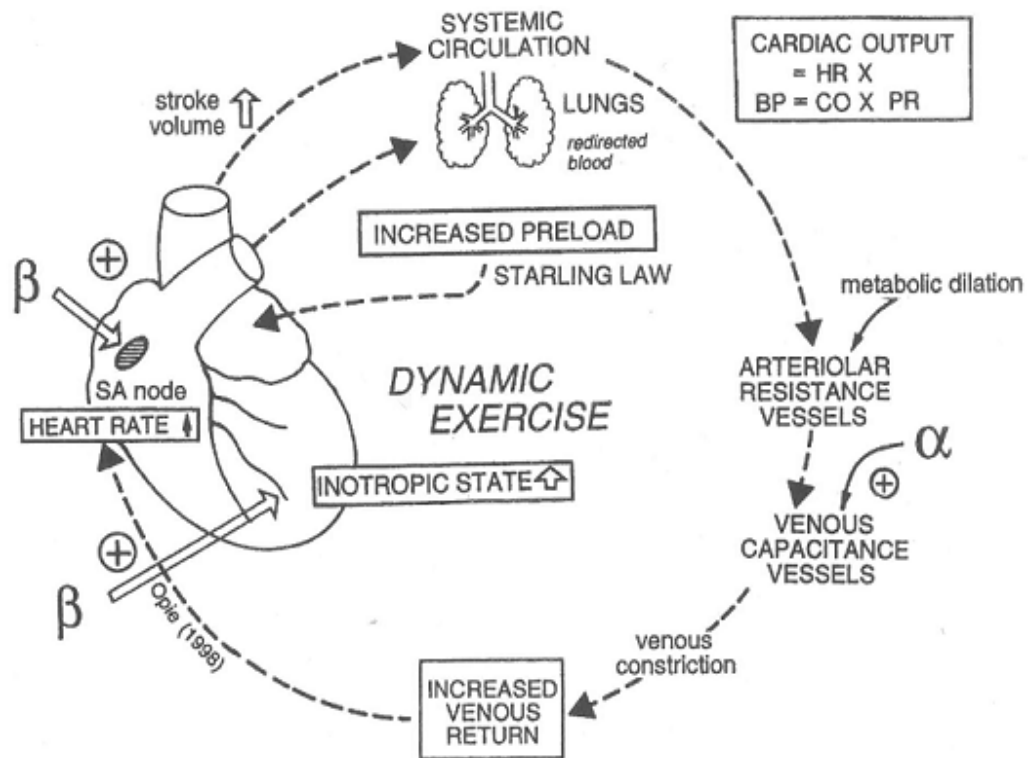 SYSTEMIC
CIRCULATION
CARDIAC OUTPUT
= HR X
BP = CO X PR
stroke
volume
LUNGS
redirected
blood
INCREASED PRELOAD
STARLING LAW
β
+
metabolic dilation
SA node
HEART RATE
DYNAMIC
EXERCISE
ARTERIOLAR
RESISTANCE
VESSELS
α
+
INOTROPIC STATE
VENOUS
CAPACITANCE
VESSELS
+
β
Opie (1998)
venous
constriction
INCREASED
VENOUS
RETURN